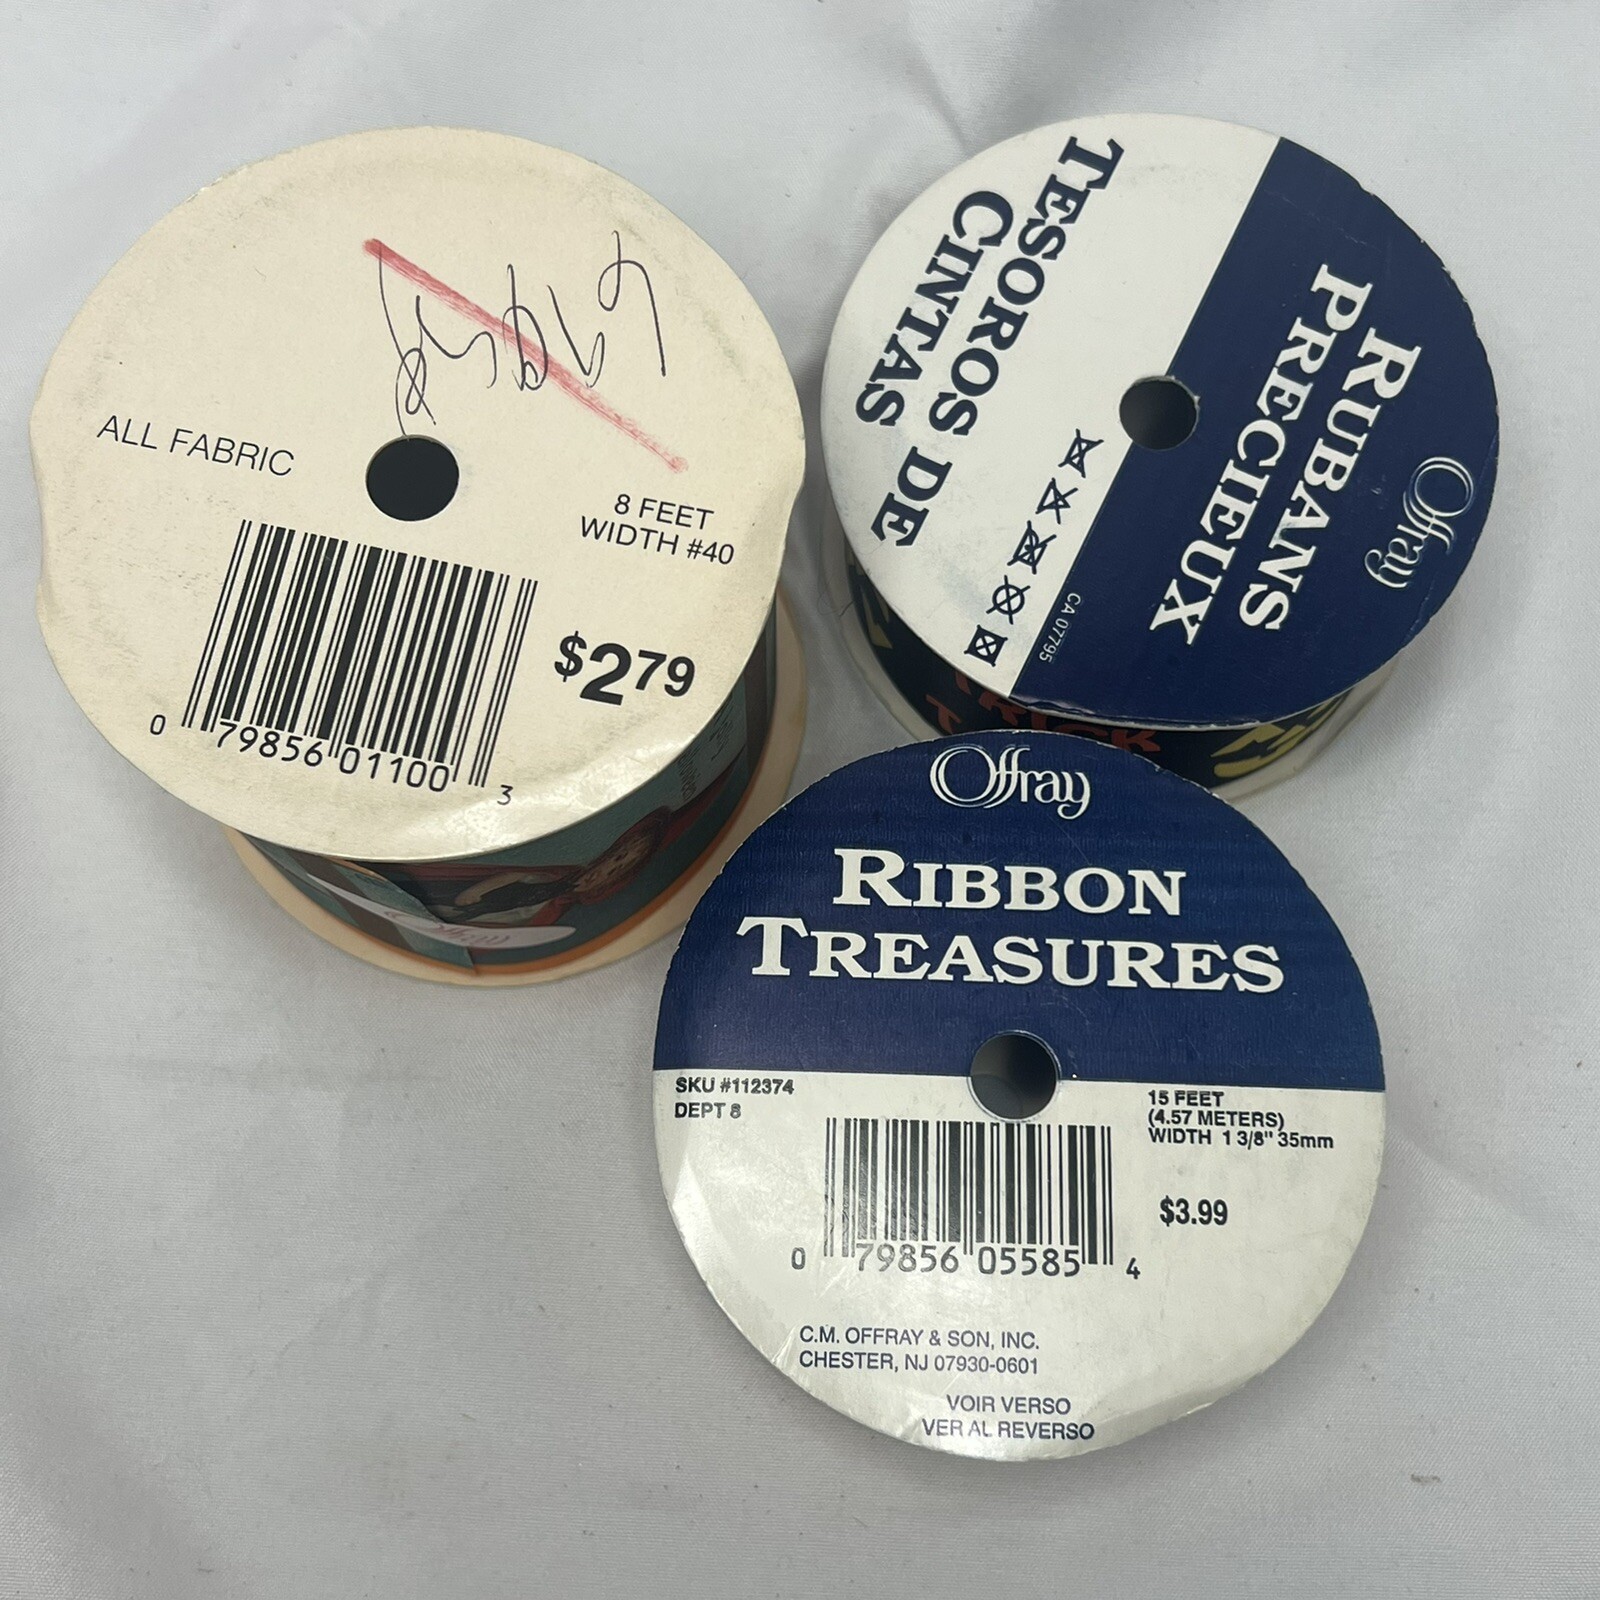 ALL FABRIC
8 FEET
WIDTH #40
$2.79
0 79856 01100 3
TESOROS DE
CINTAS
CA 07795
Offray
RUBANS
PRECIEUX
TRICK
Offray
RIBBON
TREASURES
SKU #112374
DEPT 8
15 FEET
(4.57 METERS)
WIDTH 1 3/8" 35mm
$3.99
0 79856 05585 4
C.M. OFFRAY & SON, INC.
CHESTER, NJ 07930-0601
VOIR VERSO
VER AL REVERSO